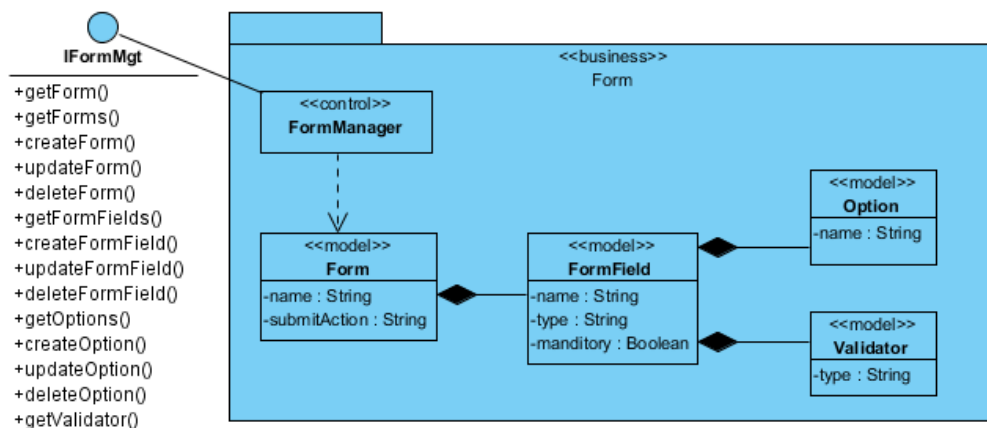 IFormMgt
+getForm()
+getForms()
+createForm()
+updateForm()
+deleteForm()
+getFormFields()
+createFormField()
+updateFormField()
+deleteFormField()
+getOptions()
+createOption()
+updateOption()
+deleteOption()
+getValidator()
<<business>>
Form
<<control>>
FormManager
<<model>>
Form
-name : String
-submitAction : String
<<model>>
FormField
-name : String
-type : String
-manditory : Boolean
<<model>>
Option
-name : String
<<model>>
Validator
-type : String